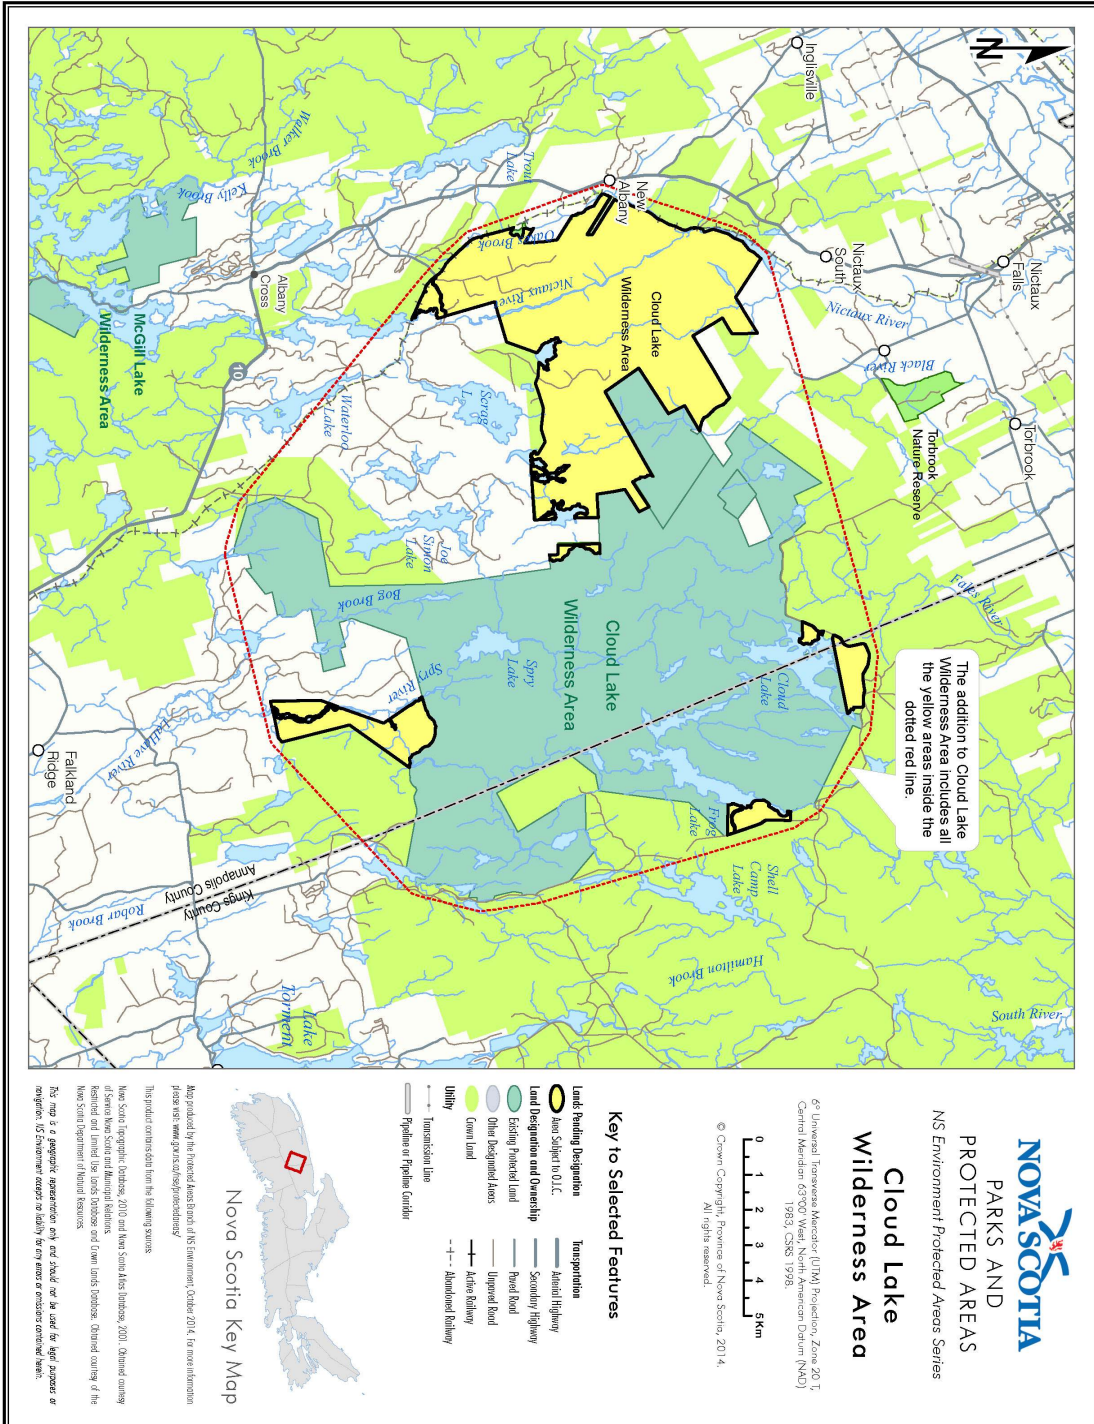 NOVA SCOTIA
PARKS AND
PROTECTED AREAS
NS Environment Protected Areas Series
Cloud Lake
Wilderness Area
6° Universal Transverse Mercator (UTM) Projection, Zone 20 T,
Central Meridian 63°00' West, North American Datum (NAD)
1983, CSRS 1998.
0 1 2 3 4 5 Km
© Crown Copyright, Province of Nova Scotia, 2014.
All rights reserved.
Key to Selected Features
Lands Pending Designation
Area Subject to O.I.C.
Land Designation and Ownership
Existing Protected Land
Other Designated Areas
Crown Land
Utility
Transmission Line
Pipeline or Pipeline Corridor
Transportation
Arterial Highway
Secondary Highway
Paved Road
Unpaved Road
Active Railway
Abandoned Railway
Nova Scotia Key Map
Map produced by the Protected Areas Branch of NS Environment, October 2014. For more information
please visit: www.gov.ns.ca/nse/protectedareas/
This product contains data from the following sources:
Nova Scotia Topographic Database, 2010 and Nova Scotia Atlas Database, 2001. Obtained courtesy
of Service Nova Scotia and Municipal Relations.
Restricted and Limited Use Lands Database and Crown Lands Database. Obtained courtesy of the
Nova Scotia Department of Natural Resources.
This map is a geographic representation only and should not be used for legal purposes or
navigation. NS Environment accepts no liability for any errors or omissions contained herein.
N
Inglisville
Nictaux
Falls
Nictaux
South
Nictaux River
Black River
Torbrook
Torbrook
Nature Reserve
Fales River
The addition to Cloud Lake
Wilderness Area includes all
the yellow areas inside the
dotted red line.
South River
New
Albany
Trout
Lake
Oakes Brook
Nictaux River
Cloud Lake
Wilderness Area
Walker Brook
Kelly Brook
Albany
Cross
McGill Lake
Wilderness Area
10
Waterloo
Lake
Scrag
L.
Joe
Simon
Lake
Bog Brook
Cloud Lake
Wilderness Area
Spry
Lake
Spry River
Cloud
Lake
Frog
Lake
Shell
Camp
Lake
Hamilton Brook
LaHave River
Falkland
Ridge
Annapolis County
Kings County
Robar Brook
Lake
Torment